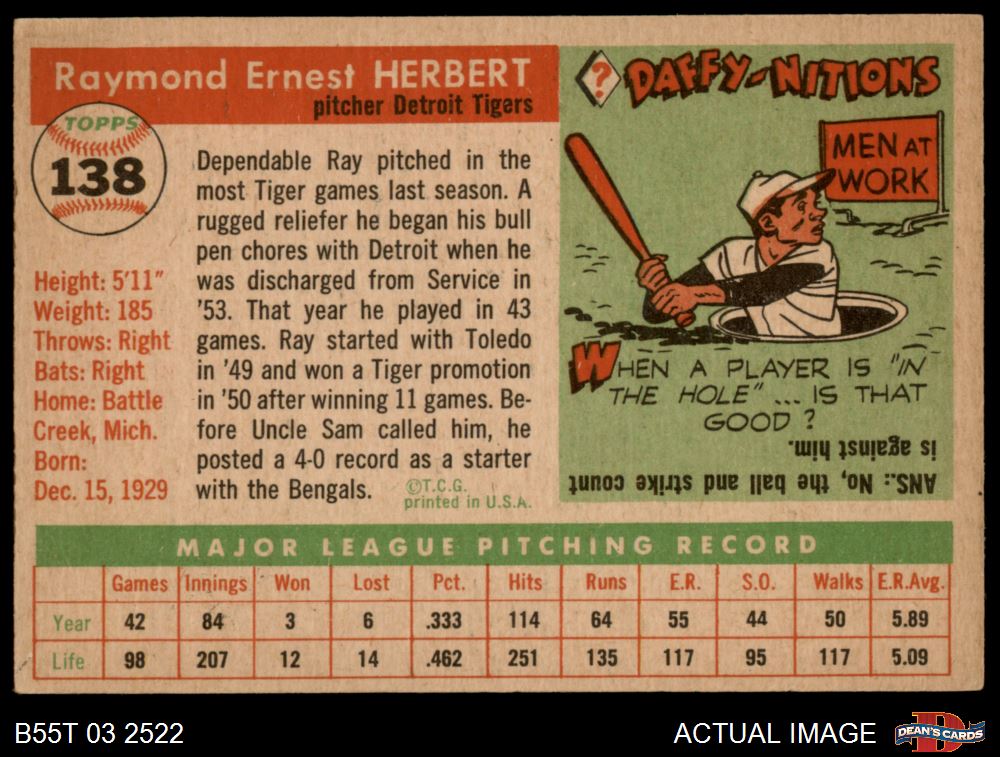 Raymond Ernest HERBERT
pitcher Detroit Tigers
TOPPS
138
Height: 5'11"
Weight: 185
Throws: Right
Bats: Right
Home: Battle
Creek, Mich.
Born:
Dec. 15, 1929
Dependable Ray pitched in the
most Tiger games last season. A
rugged reliefer he began his bull
pen chores with Detroit when he
was discharged from Service in
'53. That year he played in 43
games. Ray started with Toledo
in '49 and won a Tiger promotion
in '50 after winning 11 games. Be-
fore Uncle Sam called him, he
posted a 4-0 record as a starter
with the Bengals.
©T.C.G.
printed in U.S.A.
? DAFFY-NITIONS
MEN AT
WORK
WHEN A PLAYER IS "IN
THE HOLE" ... IS THAT
GOOD ?
ANS.: No, the ball and strike count
is against him.
MAJOR LEAGUE PITCHING RECORD
Games Innings Won Lost Pct. Hits Runs E.R. S.O. Walks E.R.Avg.
Year 42 84 3 6 .333 114 64 55 44 50 5.89
Life 98 207 12 14 .462 251 135 117 95 117 5.09
B55T 03 2522
ACTUAL IMAGE
D
DEAN'S CARDS